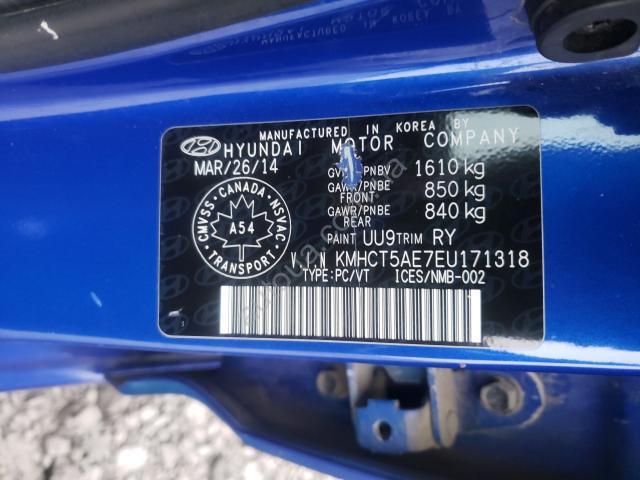 MANUFACTURED IN KOREA BY
HYUNDAI MOTOR COMPANY
MAR/26/14
PNBV 1610 kg
GAWR/PNBE 850 kg
FRONT
GAWR/PNBE 840 kg
REAR
CANADA
CMVSS NSVAC
A54
TRANSPORT
PAINT UU9 TRIM RY
V.I.N KMHCT5AE7EU171318
TYPE:PC/VT ICES/NMB-002